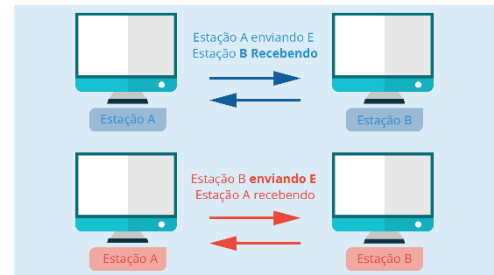 Estação A enviando E
Estação B Recebendo
Estação A
Estação B
Estação B enviando E
Estação A recebendo
Estação A
Estação B